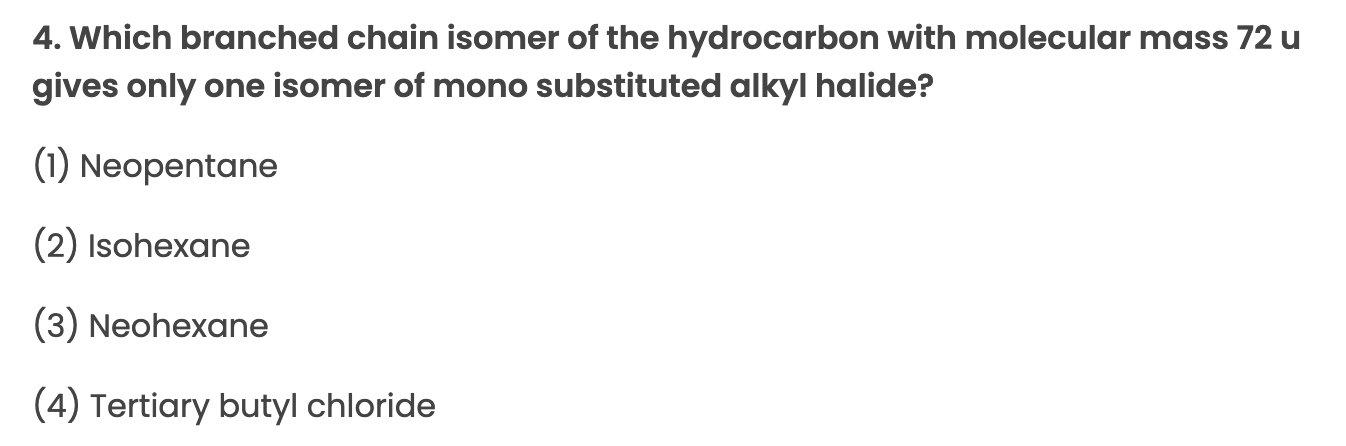 4. Which branched chain isomer of the hydrocarbon with molecular mass 72 u
gives only one isomer of mono substituted alkyl halide?
(1) Neopentane
(2) Isohexane
(3) Neohexane
(4) Tertiary butyl chloride